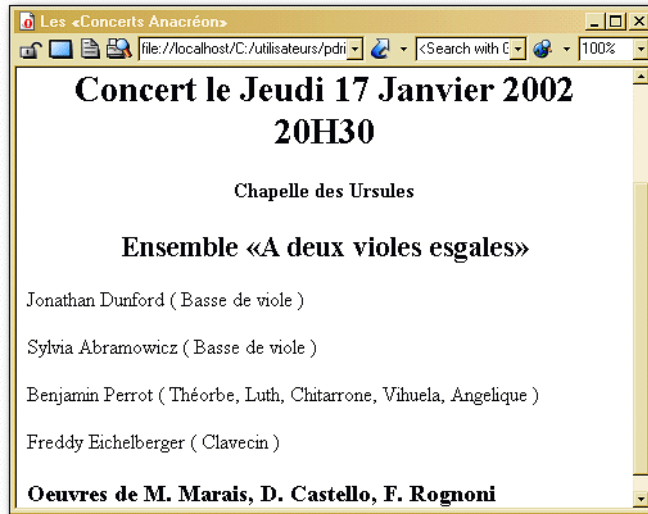 Les «Concerts Anacréon»
file://localhost/C:/utilisateurs/pdri <Search with G 100%
Concert le Jeudi 17 Janvier 2002
20H30
Chapelle des Ursules
Ensemble «A deux violes esgales»
Jonathan Dunford ( Basse de viole )
Sylvia Abramowicz ( Basse de viole )
Benjamin Perrot ( Théorbe, Luth, Chitarrone, Vihuela, Angelique )
Freddy Eichelberger ( Clavecin )
Oeuvres de M. Marais, D. Castello, F. Rognoni